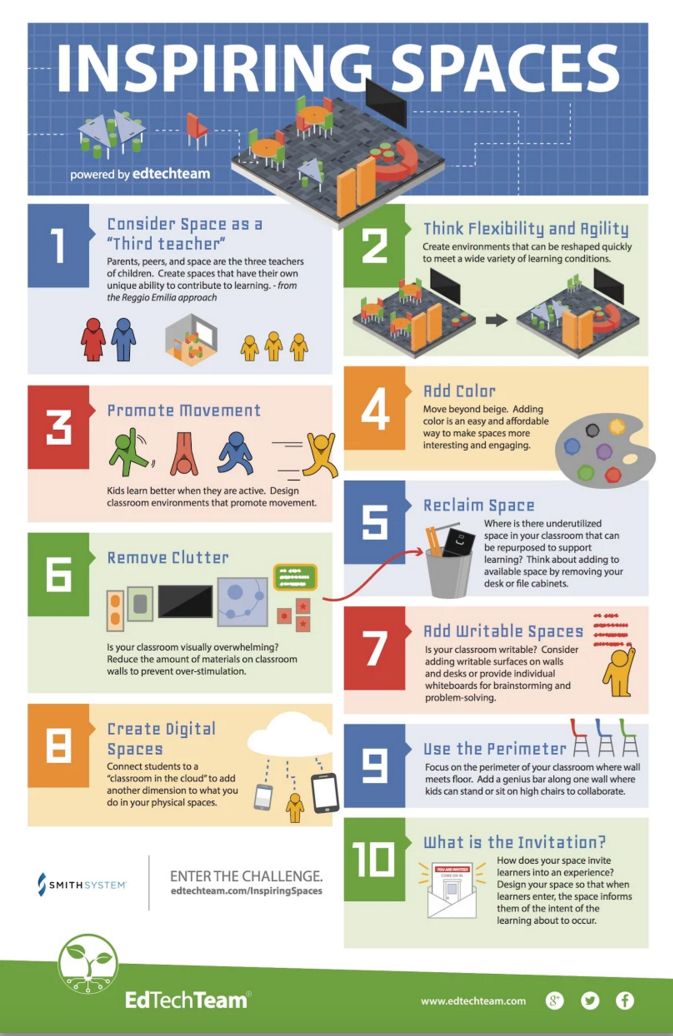 INSPIRING SPACES
powered by edtechteam
1
Consider Space as a
"Third teacher"
Parents, peers, and space are the three teachers
of children. Create spaces that have their own
unique ability to contribute to learning. - from
the Reggio Emilia approach
2
Think Flexibility and Agility
Create environments that can be reshaped quickly
to meet a wide variety of learning conditions.
3
Promote Movement
Kids learn better when they are active. Design
classroom environments that promote movement.
4
Add Color
Move beyond beige. Adding
color is an easy and affordable
way to make spaces more
interesting and engaging.
5
Reclaim Space
Where is there underutilized
space in your classroom that can
be repurposed to support
learning? Think about adding to
available space by removing your
desk or file cabinets.
6
Remove Clutter
Is your classroom visually overwhelming?
Reduce the amount of materials on classroom
walls to prevent over-stimulation.
7
Add Writable Spaces
Is your classroom writable? Consider
adding writable surfaces on walls
and desks or provide individual
whiteboards for brainstorming and
problem-solving.
8
Create Digital
Spaces
Connect students to a
"classroom in the cloud" to add
another dimension to what you
do in your physical spaces.
9
Use the Perimeter
Focus on the perimeter of your classroom where wall
meets floor. Add a genius bar along one wall where
kids can stand or sit on high chairs to collaborate.
10
What is the Invitation?
YOU ARE INVITED
COME ON IN
How does your space invite
learners into an experience?
Design your space so that when
learners enter, the space informs
them of the intent of the
learning about to occur.
SMITHSYSTEM
ENTER THE CHALLENGE.
edtechteam.com/InspiringSpaces
EdTechTeam®
www.edtechteam.com
g+
f